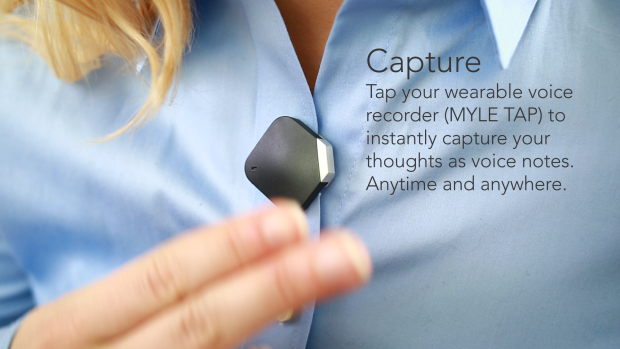 Capture
Tap your wearable voice
recorder (MYLE TAP) to
instantly capture your
thoughts as voice notes.
Anytime and anywhere.